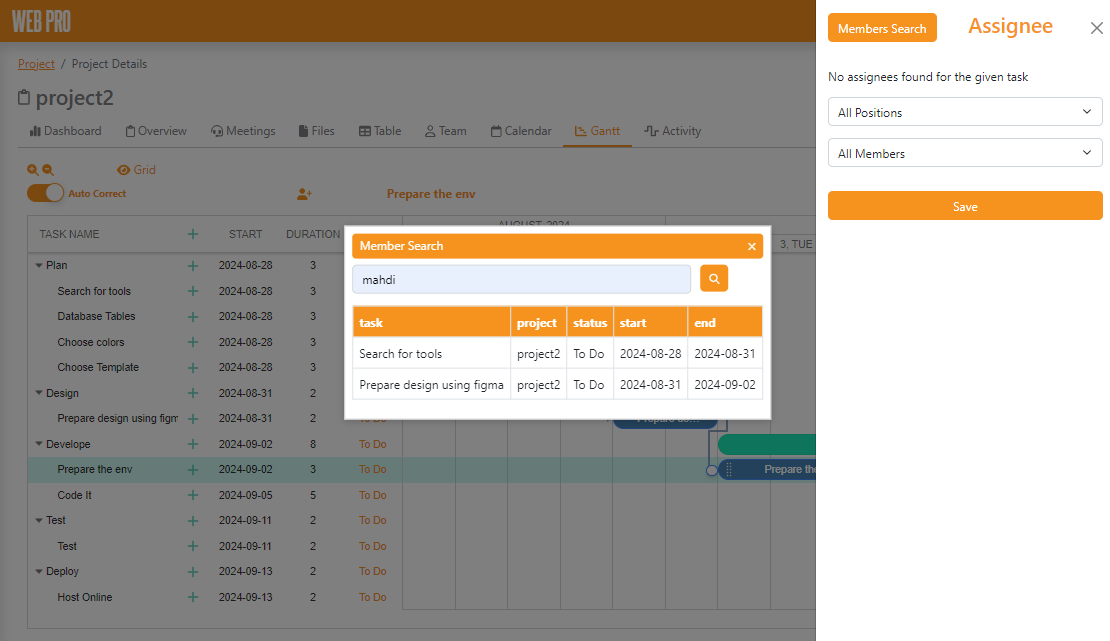 WEB PRO
Project / Project Details
project2
Dashboard Overview Meetings Files Table Team Calendar Gantt Activity
Grid
Auto Correct Prepare the env
TASK NAME START DURATION AUGUST 2024 3, TUE
Plan 2024-08-28 3
Search for tools 2024-08-28 3
Database Tables 2024-08-28 3
Choose colors 2024-08-28 3
Choose Template 2024-08-28 3
Design 2024-08-31 2
Prepare design using figm 2024-08-31 2 To Do Prepare de...
Develope 2024-09-02 8 To Do
Prepare the env 2024-09-02 3 To Do Prepare the
Code It 2024-09-05 5 To Do
Test 2024-09-11 2 To Do
Test 2024-09-11 2 To Do
Deploy 2024-09-13 2 To Do
Host Online 2024-09-13 2 To Do
Member Search ×
mahdi
task project status start end
Search for tools project2 To Do 2024-08-28 2024-08-31
Prepare design using figma project2 To Do 2024-08-31 2024-09-02
Members Search Assignee
No assignees found for the given task
All Positions
All Members
Save